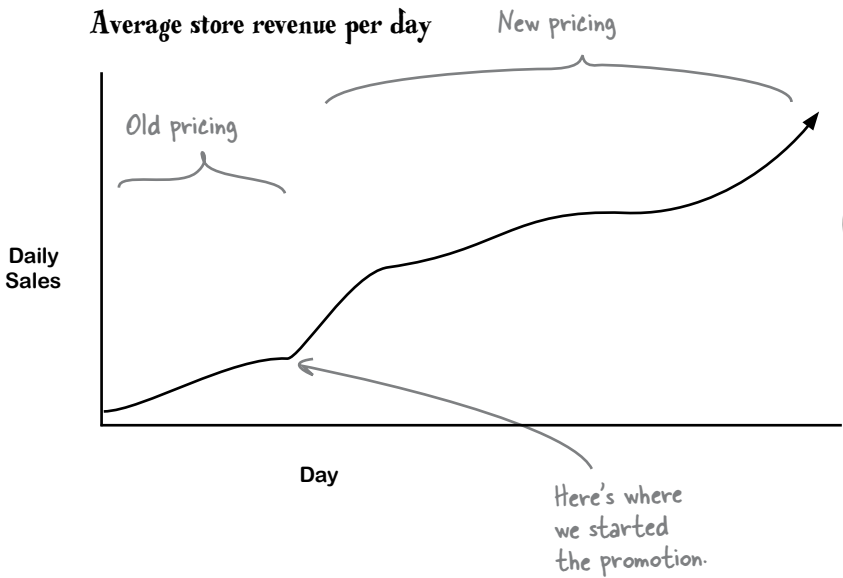 Average store revenue per day
New pricing
Old pricing
Daily
Sales
Day
Here's where
we started
the promotion.